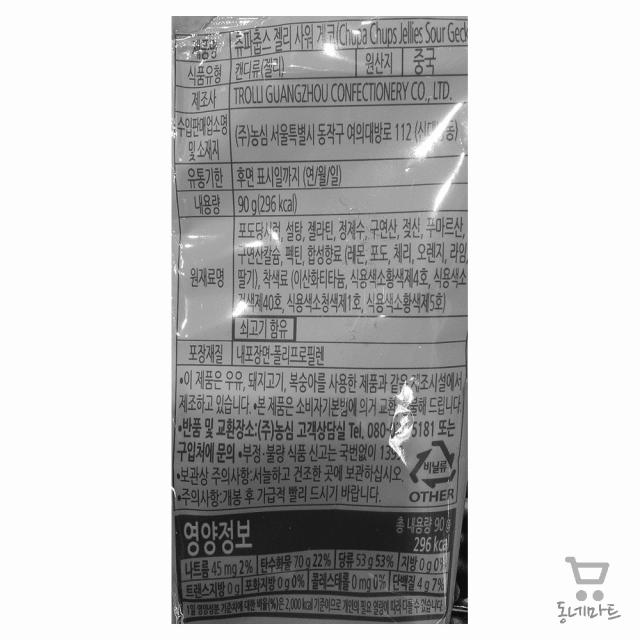 제품명 츄파춥스 젤리 사워 게코(Chupa Chups Jellies Sour Geck
식품유형 캔디류(젤리) 원산지 중국
제조사 TROLLI GUANGZHOU CONFECTIONERY CO., LTD.
수입판매업소명 및 소재지 (주)농심 서울특별시 동작구 여의대방로 112
유통기한 후면 표시일까지 (연/월/일)
내용량 90 g(296 kcal)
원재료명 포도당시럽, 설탕, 젤라틴, 정제수, 구연산, 젖산, 푸마르산,
구연산칼슘, 펙틴, 합성향료 (레몬, 포도, 체리, 오렌지, 라임,
딸기), 착색료 (이산화티타늄, 식용색소황색제4호, 식용색소
적색제40호, 식용색소청색제1호, 식용색소황색제5호)
쇠고기 함유
포장재질 내포장면-폴리프로필렌
•이 제품은 우유, 돼지고기, 복숭아를 사용한 제품과 같은 제조시설에서
제조하고 있습니다. •본 제품은 소비자기본법에 의거 교환 환불해 드립니다.
•반품 및 교환장소:(주)농심 고객상담실 Tel. 080- 5181 또는
구입처에 문의 •부정·불량 식품 신고는 국번없이 1399
•보관상 주의사항:서늘하고 건조한 곳에 보관하십시오.
•주의사항:개봉 후 가급적 빨리 드시기 바랍니다.
비닐류
OTHER
영양정보 총 내용량 90 g
296 kcal
나트륨 45 mg 2% 탄수화물 70 g 22% 당류 53 g 53% 지방 0 g 0%
트랜스지방 0 g 포화지방 0 g 0% 콜레스테롤 0 mg 0% 단백질 4 g 7%
1일 영양성분 기준치에 대한 비율(%)은 2,000 kcal 기준이므로 개인의 필요 열량에 따라 다를 수 있습니다.
동네마트